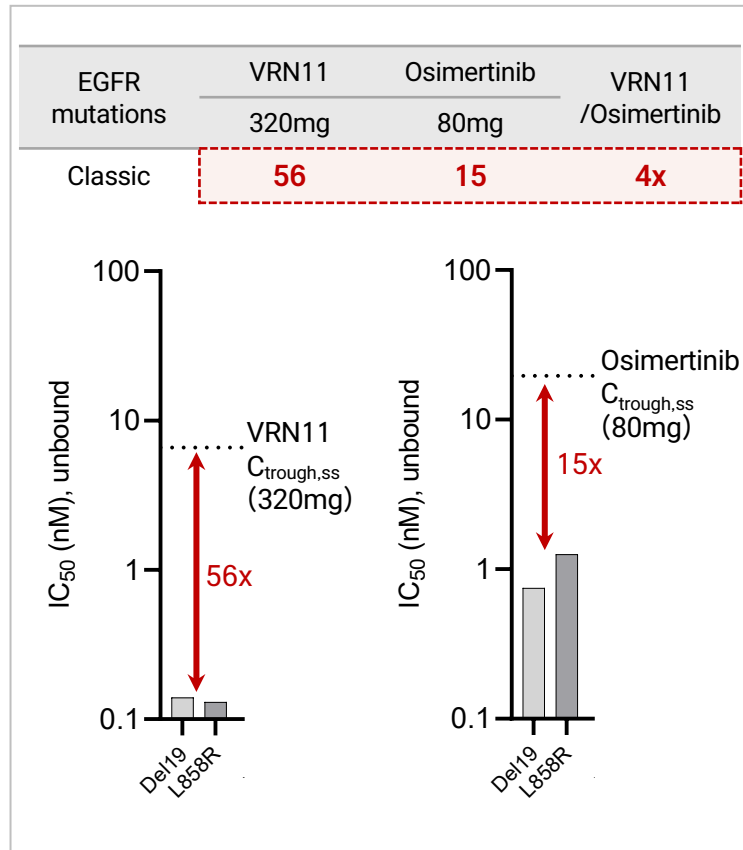 EGFR
mutations
VRN11
Osimertinib
VRN11
/Osimertinib
320mg
80mg
Classic
56
15
4x
100
10
1
0.1
IC50 (nM), unbound
VRN11
Ctrough,ss
(320mg)
56x
Del19
L858R
100
10
1
0.1
IC50 (nM), unbound
Osimertinib
Ctrough,ss
(80mg)
15x
Del19
L858R